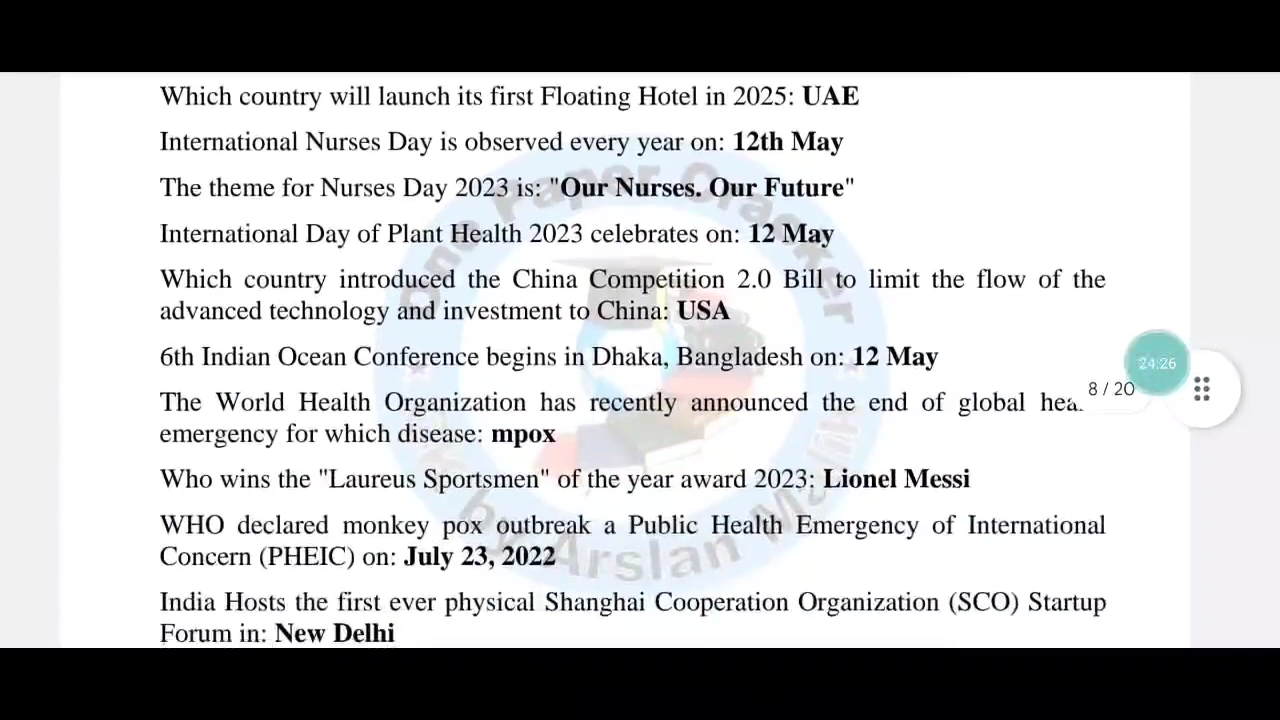 Which country will launch its first Floating Hotel in 2025: UAE
International Nurses Day is observed every year on: 12th May
The theme for Nurses Day 2023 is: "Our Nurses. Our Future"
International Day of Plant Health 2023 celebrates on: 12 May
Which country introduced the China Competition 2.0 Bill to limit the flow of the
advanced technology and investment to China: USA
6th Indian Ocean Conference begins in Dhaka, Bangladesh on: 12 May
24:26
8 / 20
The World Health Organization has recently announced the end of global
emergency for which disease: mpox
Who wins the "Laureus Sportsmen" of the year award 2023: Lionel Messi
WHO declared monkey pox outbreak a Public Health Emergency of International
Concern (PHEIC) on: July 23, 2022
India Hosts the first ever physical Shanghai Cooperation Organization (SCO) Startup
Forum in: New Delhi
One Paper Cracker
by Arslan